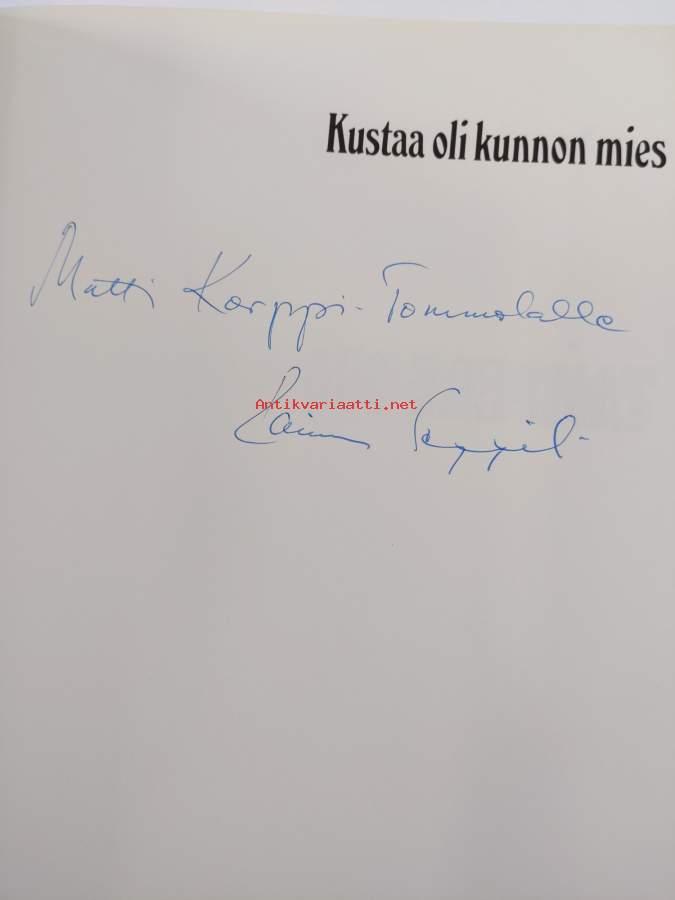 Kustaa oli kunnon mies
Matti Korppi-Tommolalle
Antikvariaatti.net